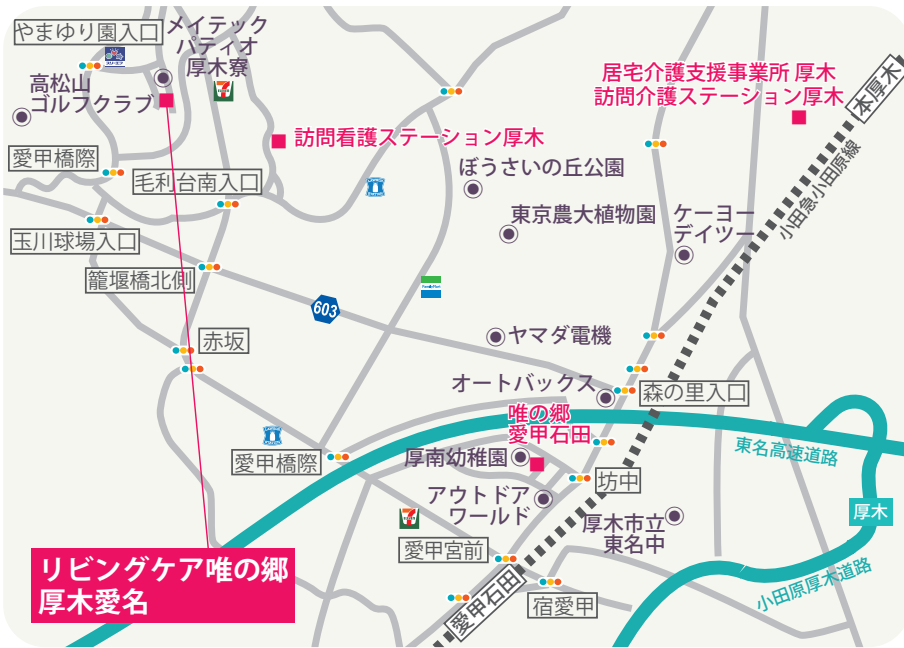 やまゆり園入口
メイテック
パティオ
厚木寮
高松山
ゴルフクラブ
愛甲橋際
毛利台南入口
訪問看護ステーション厚木
居宅介護支援事業所 厚木
訪問介護ステーション厚木
本厚木
小田急小田原線
ぼうさいの丘公園
東京農大植物園
ケーヨー
デイツー
玉川球場入口
籠堰橋北側
603
FamilyMart
ヤマダ電機
赤坂
オートバックス
森の里入口
唯の郷
愛甲石田
東名高速道路
愛甲橋際
厚南幼稚園
坊中
アウトドア
ワールド
厚木市立
東名中
厚木
愛甲宮前
小田原厚木道路
宿愛甲
愛甲石田
リビングケア唯の郷
厚木愛名